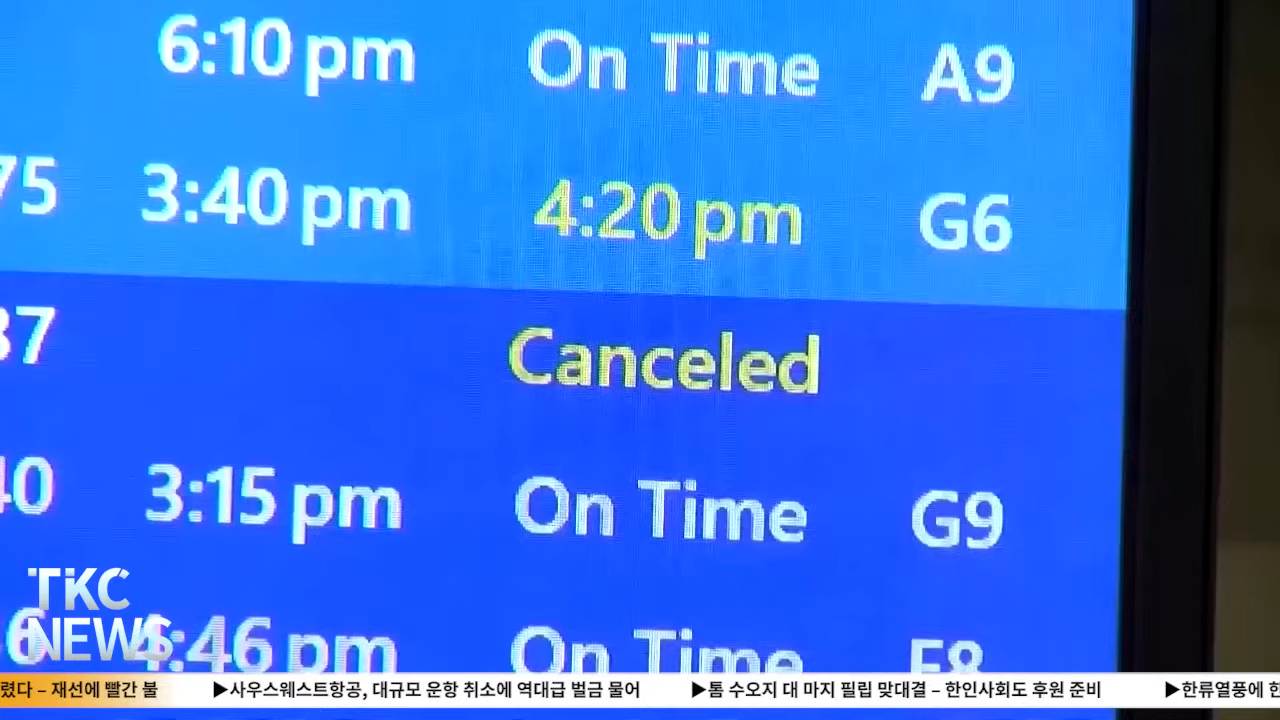 6:10 pm On Time A9
75 3:40 pm 4:20 pm G6
37 Canceled
40 3:15 pm On Time G9
6 4:46 pm On Time F8
TKC
NEWS
렸다 – 재선에 빨간 불 ▶사우스웨스트항공, 대규모 운항 취소에 역대급 벌금 물어 ▶톰 수오지 대 마지 필립 맞대결 – 한인사회도 후원 준비 ▶한류열풍에 한